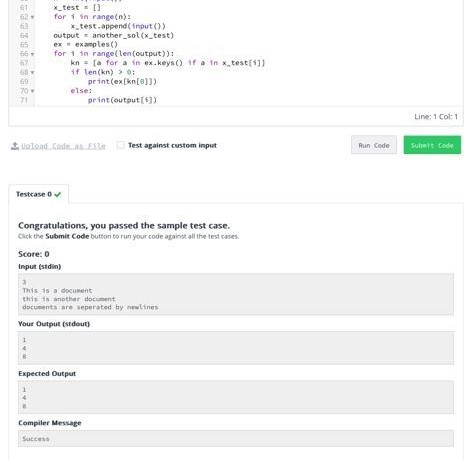 61 x_test = []
62 for i in range(n):
63 x_test.append(input())
64 output = another_sol(x_test)
65 ex = examples()
66 for i in range(len(output)):
67 kn = [a for a in ex.keys() if a in x_test[i]]
68 if len(kn) > 0:
69 print(ex[kn[0]])
70 else:
71 print(output[i])
Line: 1 Col: 1
Upload Code as File Test against custom input Run Code Submit Code
Testcase 0
Congratulations, you passed the sample test case.
Click the Submit Code button to run your code against all the test cases.
Score: 0
Input (stdin)
3
This is a document
this is another document
documents are seperated by newlines
Your Output (stdout)
1
4
8
Expected Output
1
4
8
Compiler Message
Success